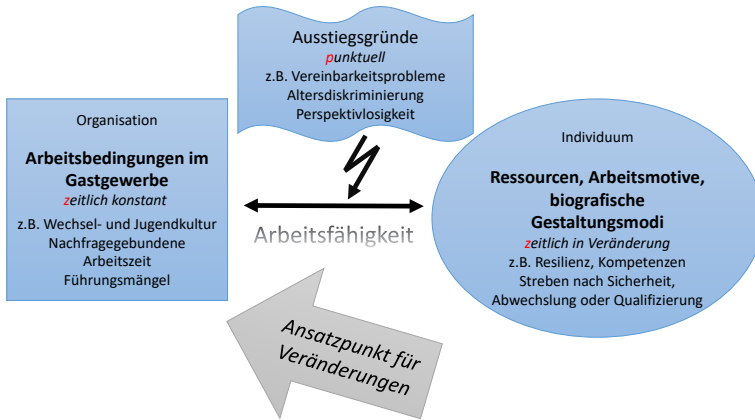 Ausstiegsgründe
punktuell
z.B. Vereinbarkeitsprobleme
Altersdiskriminierung
Perspektivlosigkeit
Organisation
Arbeitsbedingungen im
Gastgewerbe
zeitlich konstant
z.B. Wechsel- und Jugendkultur
Nachfragegebundene
Arbeitszeit
Führungsmängel
Arbeitsfähigkeit
Individuum
Ressourcen, Arbeitsmotive,
biografische
Gestaltungsmodi
zeitlich in Veränderung
z.B. Resilienz, Kompetenzen
Streben nach Sicherheit,
Abwechslung oder Qualifizierung
Ansatzpunkt für
Veränderungen